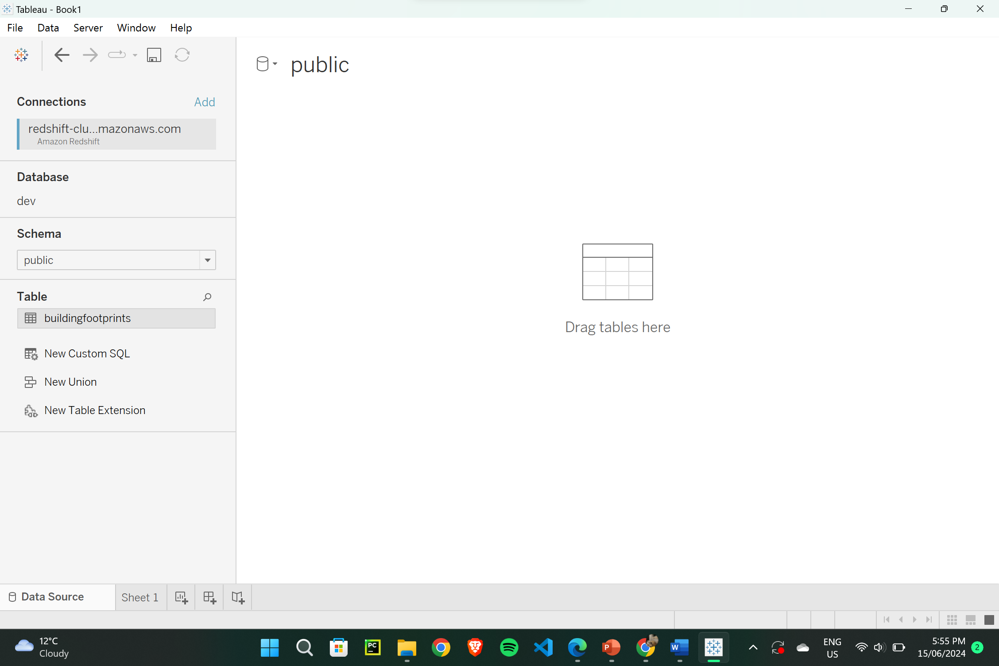 Tableau - Book1
File Data Server Window Help
public
Connections Add
redshift-clu...mazonaws.com
Amazon Redshift
Database
dev
Schema
public
Table
buildingfootprints
New Custom SQL
New Union
New Table Extension
Drag tables here
Data Source Sheet 1
12°C
Cloudy
PC
P
W
ENG
US
5:55 PM
15/06/2024
2